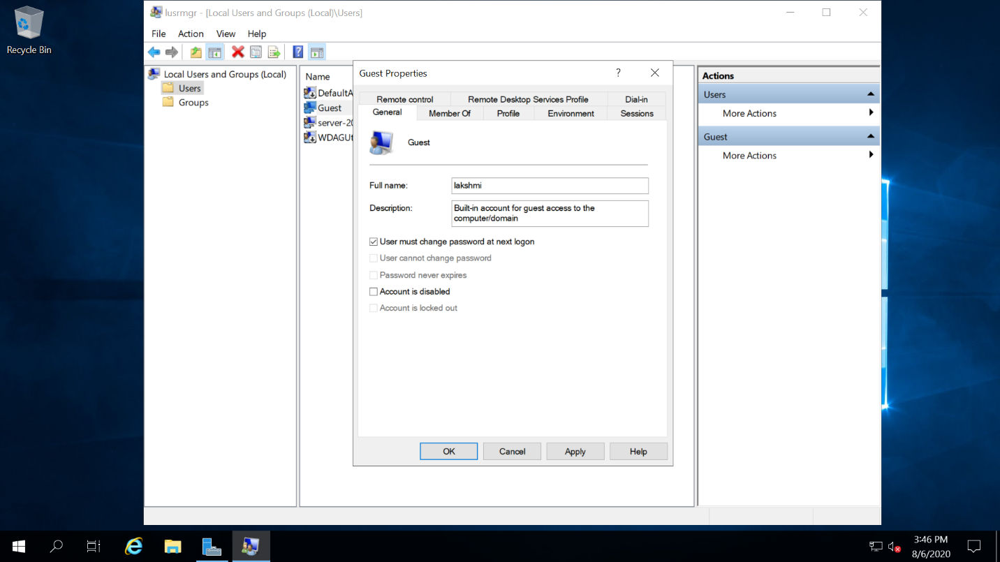 Recycle Bin
lusrmgr - [Local Users and Groups (Local)\Users]
File Action View Help
Local Users and Groups (Local)
Users
Groups
Name
DefaultA
Guest
server-20
WDAGUt
Guest Properties
?
Remote control Remote Desktop Services Profile Dial-in
General Member Of Profile Environment Sessions
Guest
Full name: lakshmi
Description: Built-in account for guest access to the
computer/domain
User must change password at next logon
User cannot change password
Password never expires
Account is disabled
Account is locked out
OK Cancel Apply Help
Actions
Users
More Actions
Guest
More Actions
3:46 PM
8/6/2020